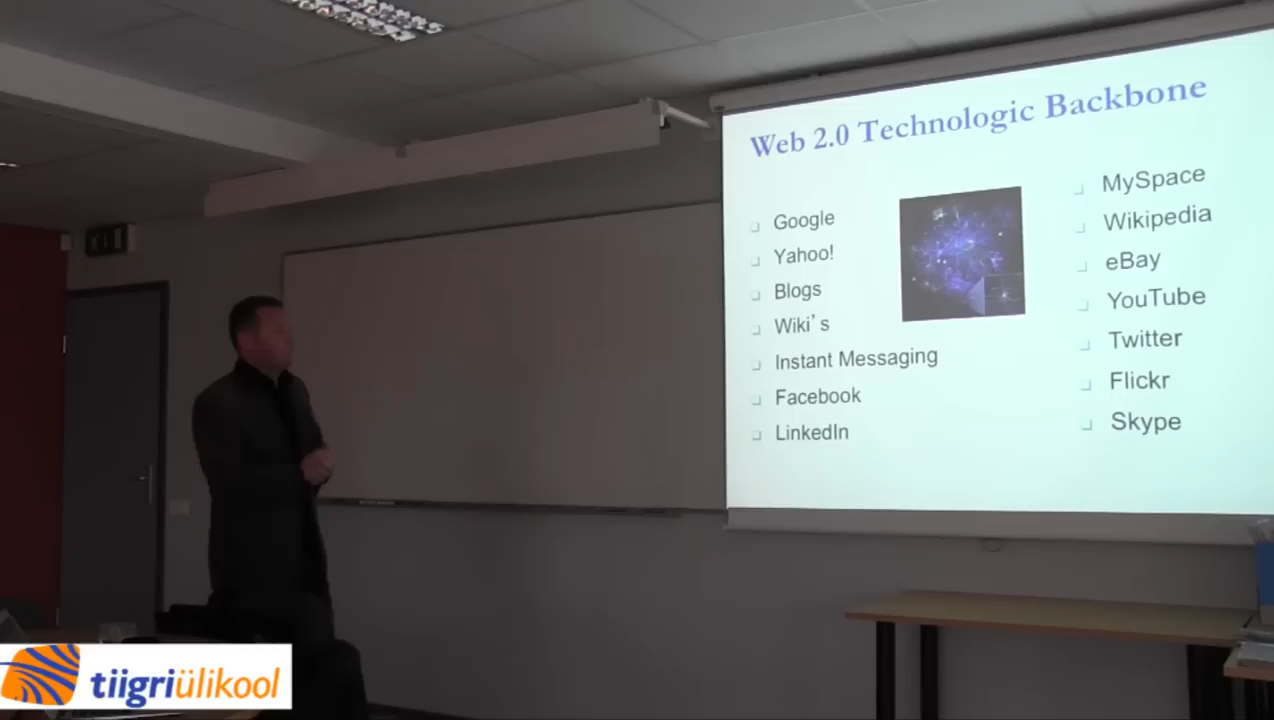 Web 2.0 Technologic Backbone
Google
Yahoo!
Blogs
Wiki's
Instant Messaging
Facebook
LinkedIn
MySpace
Wikipedia
eBay
YouTube
Twitter
Flickr
Skype
tiigriülikool